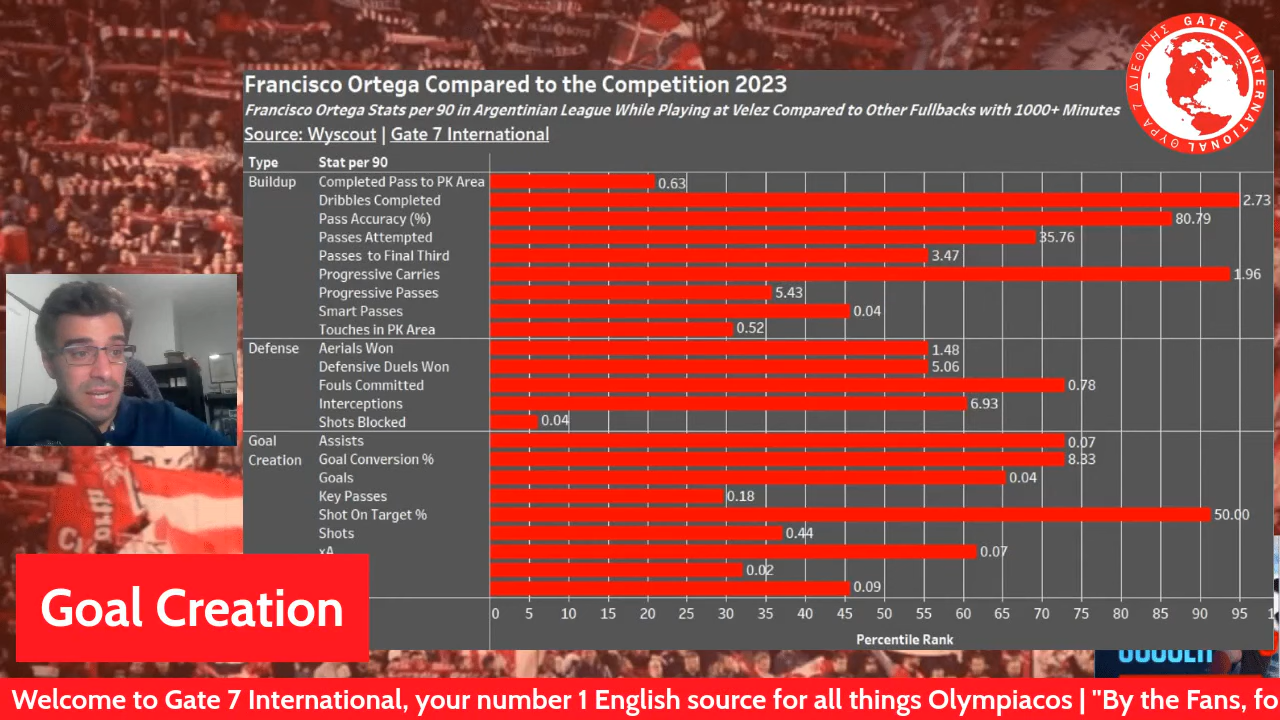 Francisco Ortega Compared to the Competition 2023
Francisco Ortega Stats per 90 in Argentinian League While Playing at Velez Compared to Other Fullbacks with 1000+ Minutes
Source: Wyscout | Gate 7 International
GATE 7 INTERNATIONAL
ΘΥΡΑ 7 ΔΙΕΘΝΗΣ
Type Stat per 90
Buildup Completed Pass to PK Area 0.63
Dribbles Completed 2.73
Pass Accuracy (%) 80.79
Passes Attempted 35.76
Passes to Final Third 3.47
Progressive Carries 1.96
Progressive Passes 5.43
Smart Passes 0.04
Touches in PK Area 0.52
Defense Aerials Won 1.48
Defensive Duels Won 5.06
Fouls Committed 0.78
Interceptions 6.93
Shots Blocked 0.04
Goal Assists 0.07
Creation Goal Conversion % 8.33
Goals 0.04
Key Passes 0.18
Shot On Target % 50.00
Shots 0.44
xA 0.07
0.02
0.09
0 5 10 15 20 25 30 35 40 45 50 55 60 65 70 75 80 85 90 95 1
Percentile Rank
Goal Creation
Welcome to Gate 7 International, your number 1 English source for all things Olympiacos | "By the Fans, fo